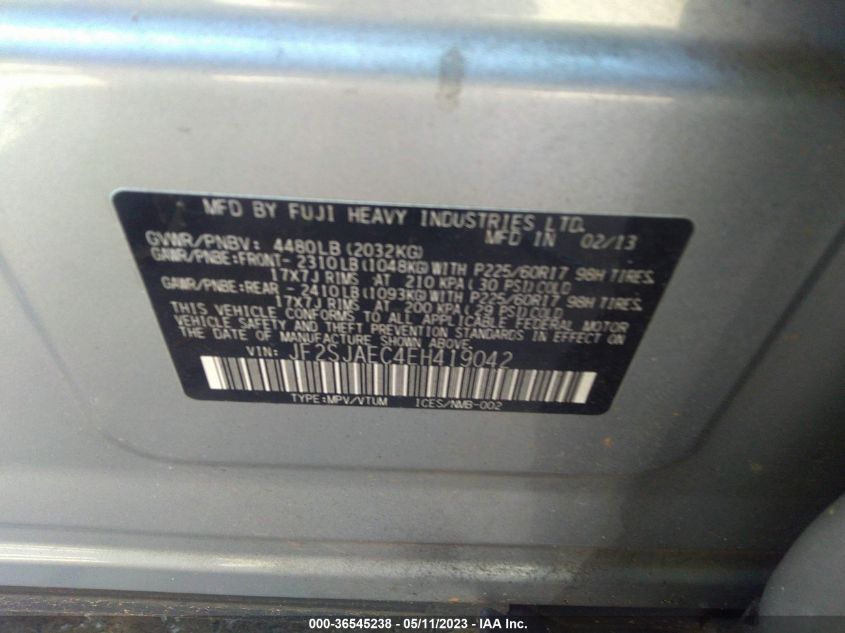 MFD BY FUJI HEAVY INDUSTRIES LTD.
MFD IN 02/13
GVWR/PNBV: 4480LB (2032KG)
GAWR/PNBE: FRONT- 2310LB (1048KG) WITH P225/60R17 98H TIRES.
17X7J RIMS AT 210 KPA ( 30 PSI) COLD
GAWR/PNBE: REAR - 2410LB (1093KG) WITH P225/60R17 98H TIRES.
17X7J RIMS AT 200 KPA ( 29 PSI) COLD
THIS VEHICLE CONFORMS TO ALL APPLICABLE FEDERAL MOTOR
VEHICLE SAFETY AND THEFT PREVENTION STANDARDS IN EFFECT ON
THE DATE OF MANUFACTURE SHOWN ABOVE.
VIN: JF2SJAEC4EH419042
TYPE: MPV/VTUM ICES/NMB-002
000-36545238 - 05/11/2023 - IAA Inc.